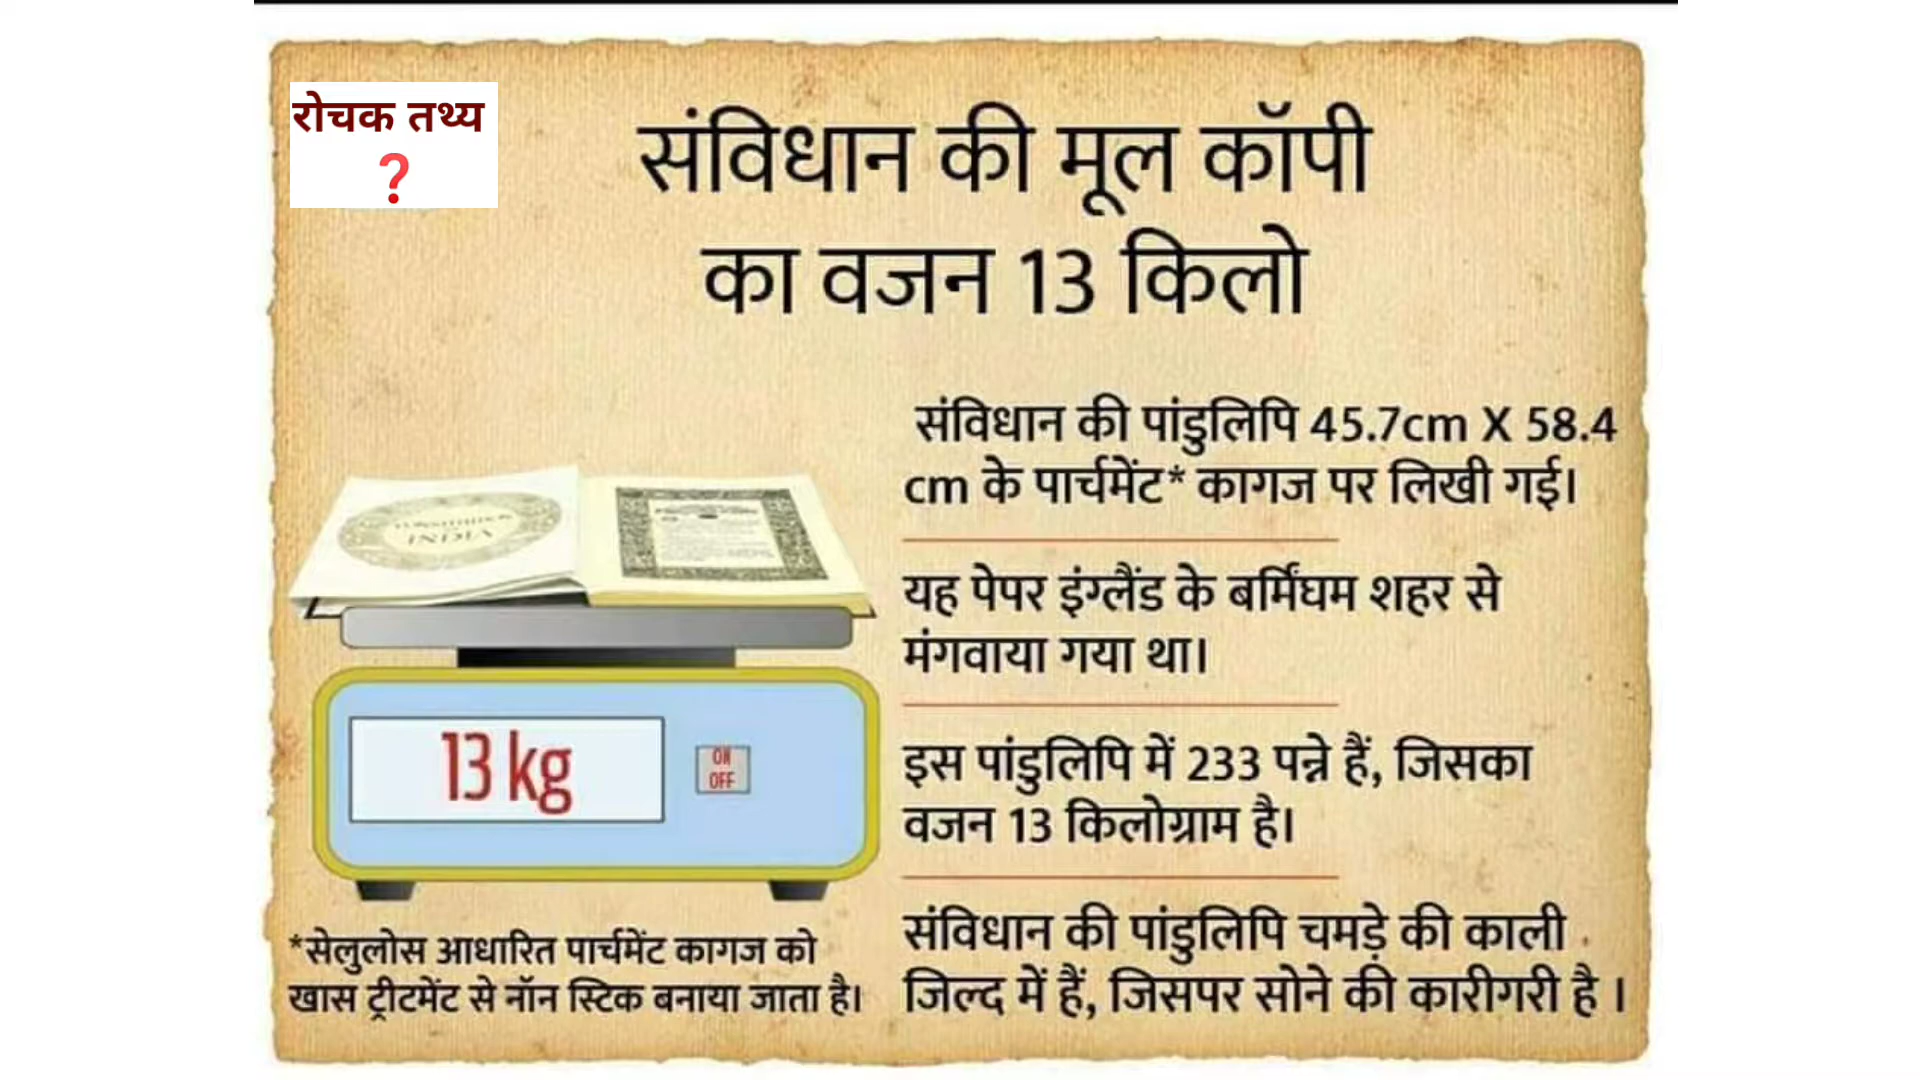 रोचक तथ्य
❓
संविधान की मूल कॉपी
का वजन 13 किलो
संविधान की पांडुलिपि 45.7cm X 58.4
cm के पार्चमेंट* कागज पर लिखी गई।
यह पेपर इंग्लैंड के बर्मिंघम शहर से
मंगवाया गया था।
इस पांडुलिपि में 233 पन्ने हैं, जिसका
वजन 13 किलोग्राम है।
संविधान की पांडुलिपि चमड़े की काली
जिल्द में हैं, जिसपर सोने की कारीगरी है ।
INDIA
13 kg
ON
OFF
*सेलुलोस आधारित पार्चमेंट कागज को
खास ट्रीटमेंट से नॉन स्टिक बनाया जाता है।